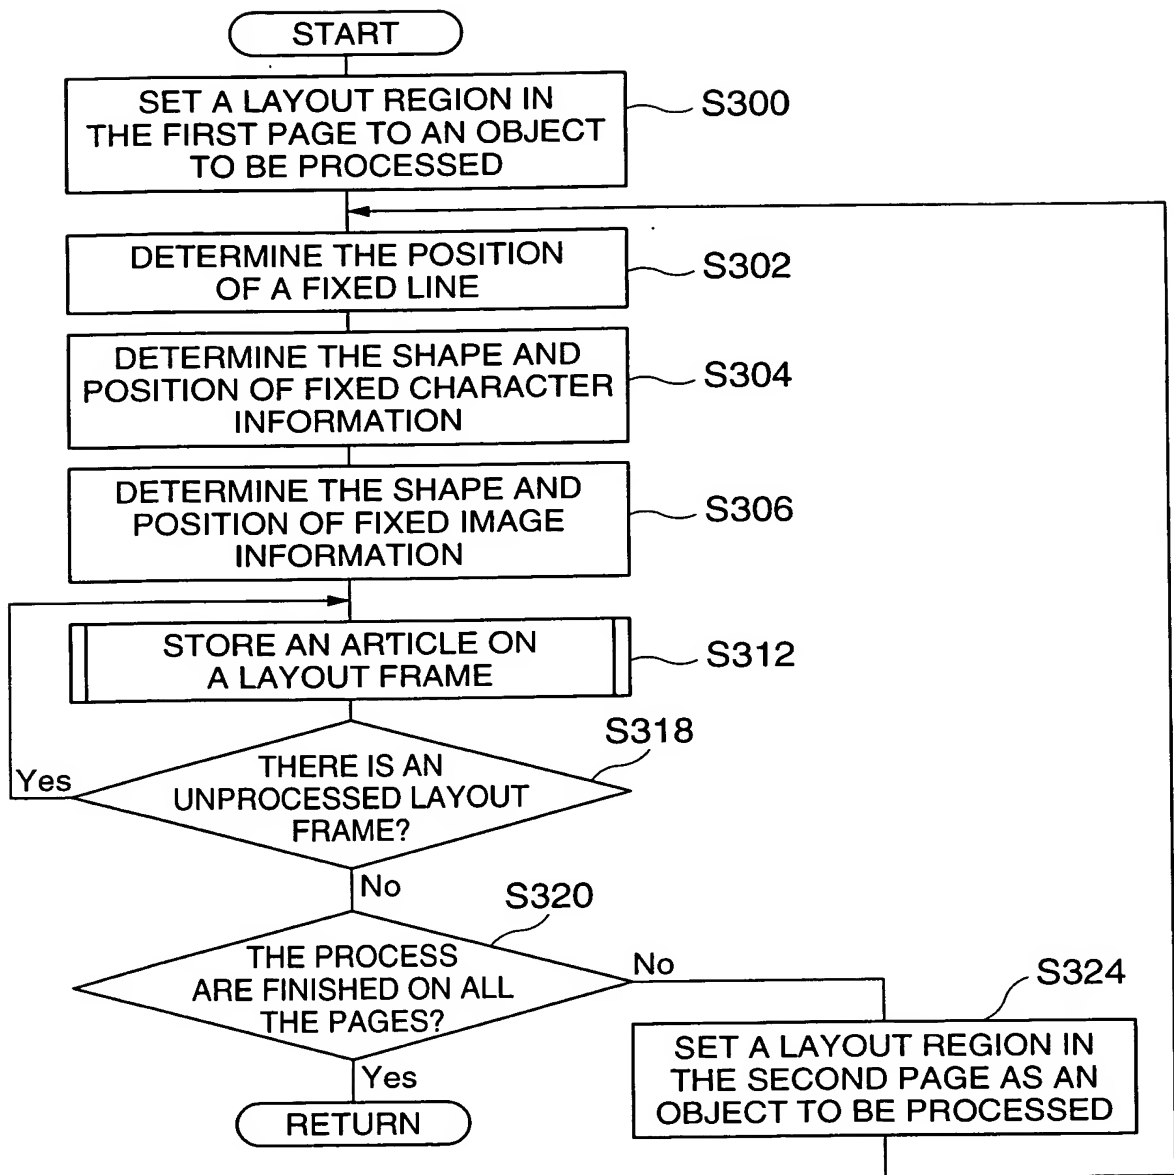 START
SET A LAYOUT REGION IN
THE FIRST PAGE TO AN OBJECT
TO BE PROCESSED
S300
DETERMINE THE POSITION
OF A FIXED LINE
S302
DETERMINE THE SHAPE AND
POSITION OF FIXED CHARACTER
INFORMATION
S304
DETERMINE THE SHAPE AND
POSITION OF FIXED IMAGE
INFORMATION
S306
STORE AN ARTICLE ON
A LAYOUT FRAME
S312
S318
Yes
THERE IS AN
UNPROCESSED LAYOUT
FRAME?
No
S320
THE PROCESS
ARE FINISHED ON ALL
THE PAGES?
No
S324
Yes
SET A LAYOUT REGION IN
THE SECOND PAGE AS AN
OBJECT TO BE PROCESSED
RETURN